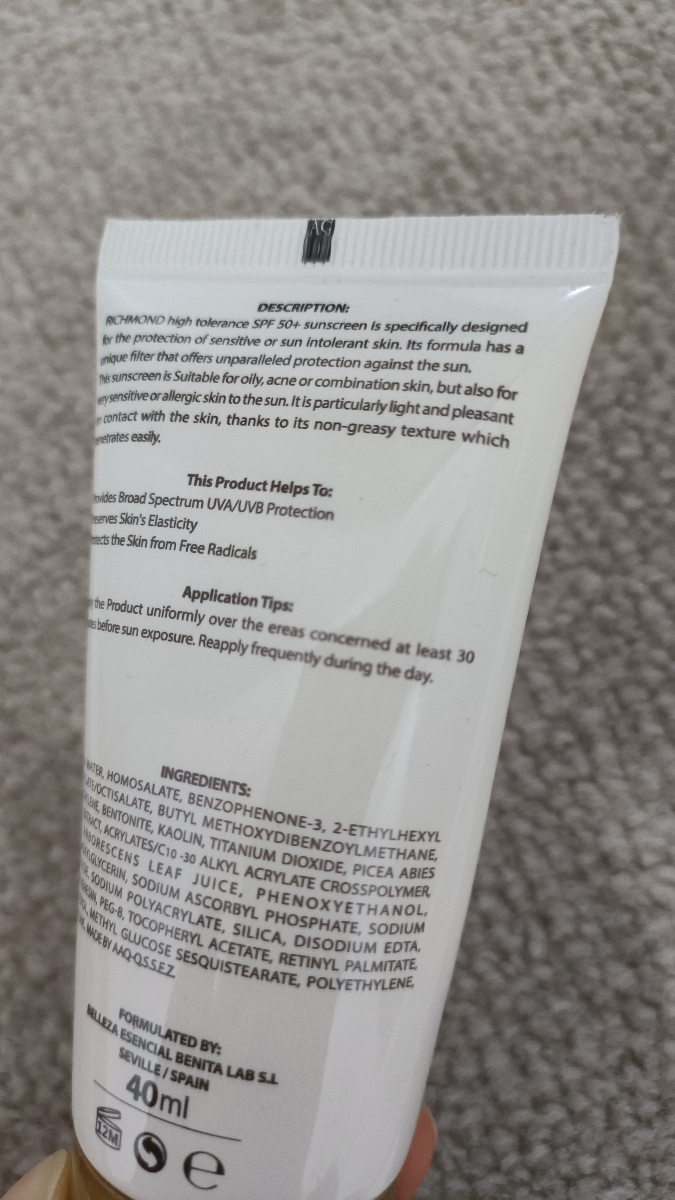 DESCRIPTION:
RICHMOND high tolerance SPF 50+ sunscreen is specifically designed
for the protection of sensitive or sun intolerant skin. Its formula has a
unique filter that offers unparalleled protection against the sun.
This sunscreen is Suitable for oily, acne or combination skin, but also for
very sensitive or allergic skin to the sun. It is particularly light and pleasant
contact with the skin, thanks to its non-greasy texture which
easily.
This Product Helps To:
Broad Spectrum UVA/UVB Protection
Skin's Elasticity
the Skin from Free Radicals
Application Tips:
the Product uniformly over the ereas concerned at least 30
before sun exposure. Reapply frequently during the day.
INGREDIENTS:
WATER, HOMOSALATE, BENZOPHENONE-3, 2-ETHYLHEXYL
BUTYL METHOXYDIBENZOYLMETHANE,
BENTONITE, KAOLIN, TITANIUM DIOXIDE, PICEA ABIES
ACRYLATES/C10 -30 ALKYL ACRYLATE CROSSPOLYMER,
LEAF JUICE, PHENOXYETHANOL,
SODIUM ASCORBYL PHOSPHATE, SODIUM
SODIUM POLYACRYLATE, SILICA, DISODIUM EDTA,
PEG-8, TOCOPHERYL ACETATE, RETINYL PALMITATE,
METHYL GLUCOSE SESQUISTEARATE, POLYETHYLENE,
MADE BY AAQ-Q.S.S.E.Z.
FORMULATED BY:
BELLEZA ESENCIAL BENITA LAB S.L
SEVILLE / SPAIN
40ml
12M
e